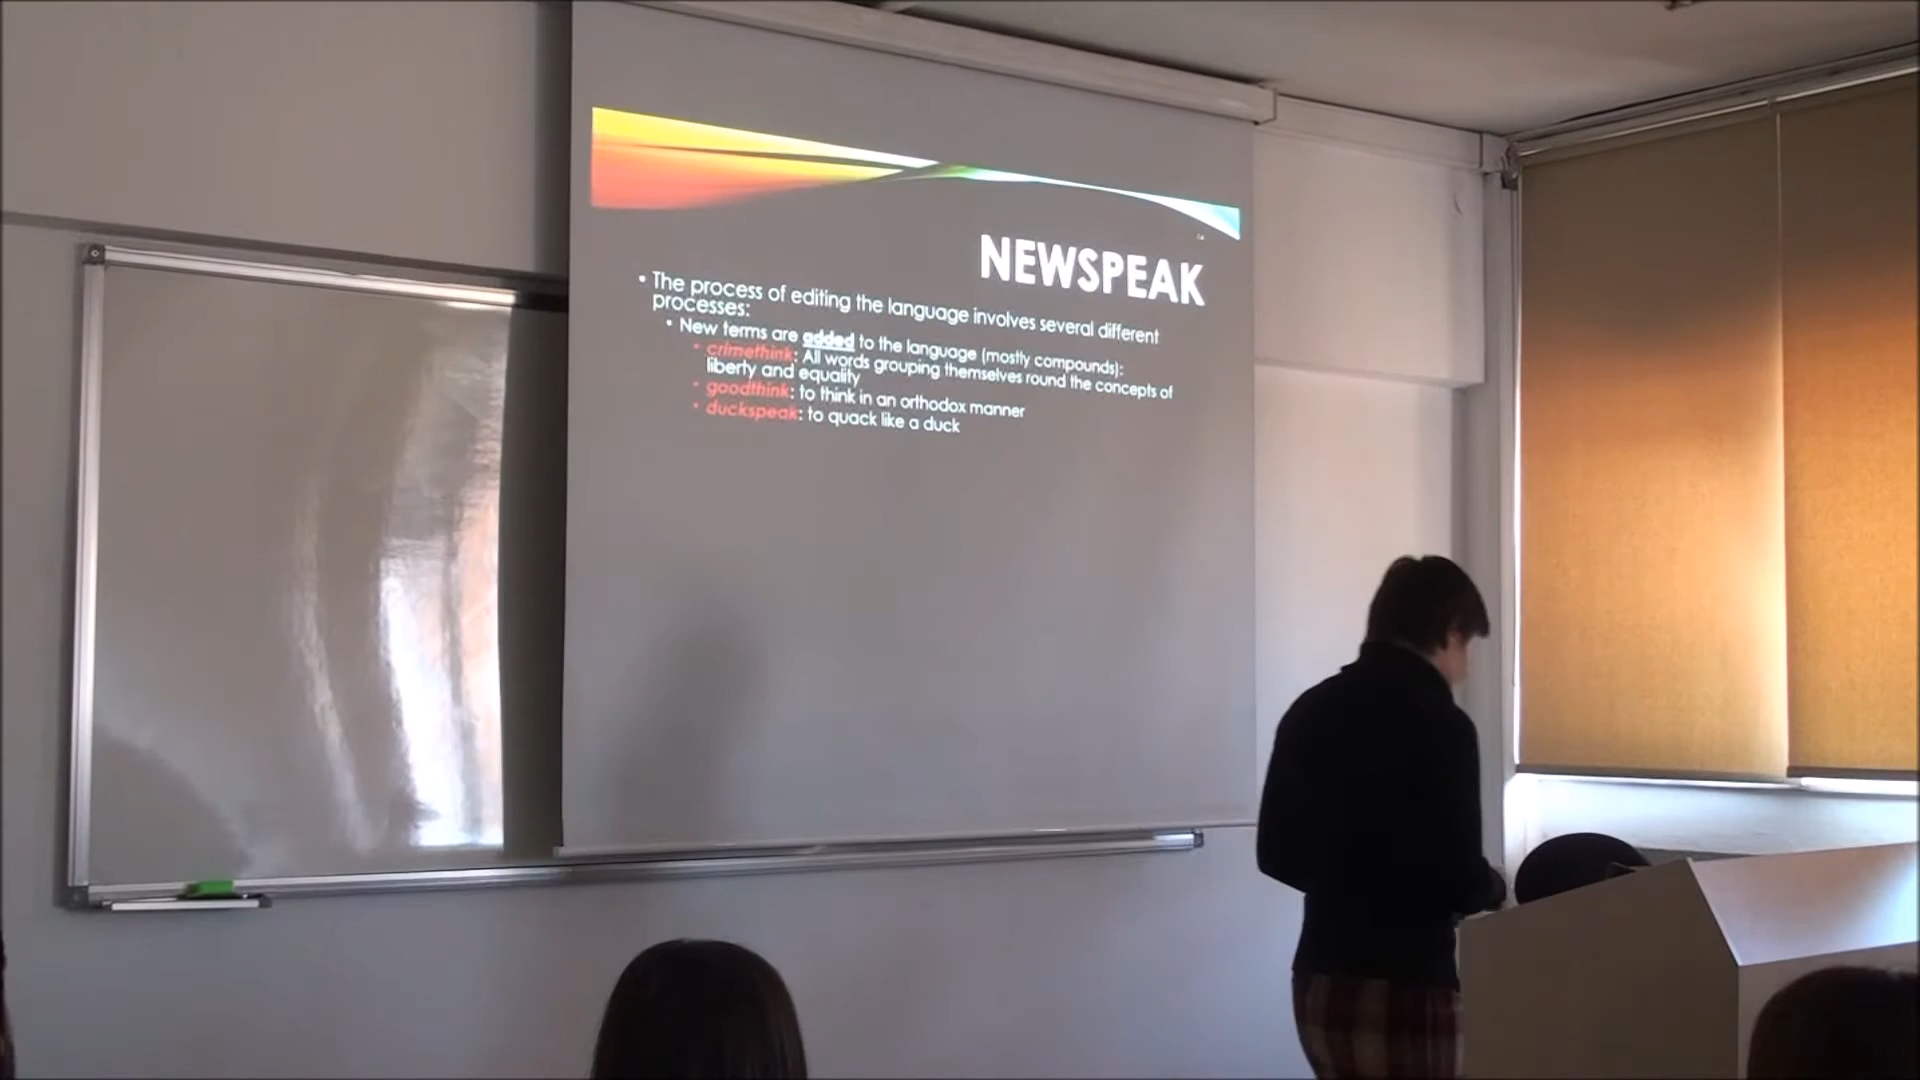 NEWSPEAK
• The process of editing the language involves several different
processes:
• New terms are added to the language (mostly compounds):
• crimethink: All words grouping themselves round the concepts of
liberty and equality
• goodthink: to think in an orthodox manner
• duckspeak: to quack like a duck